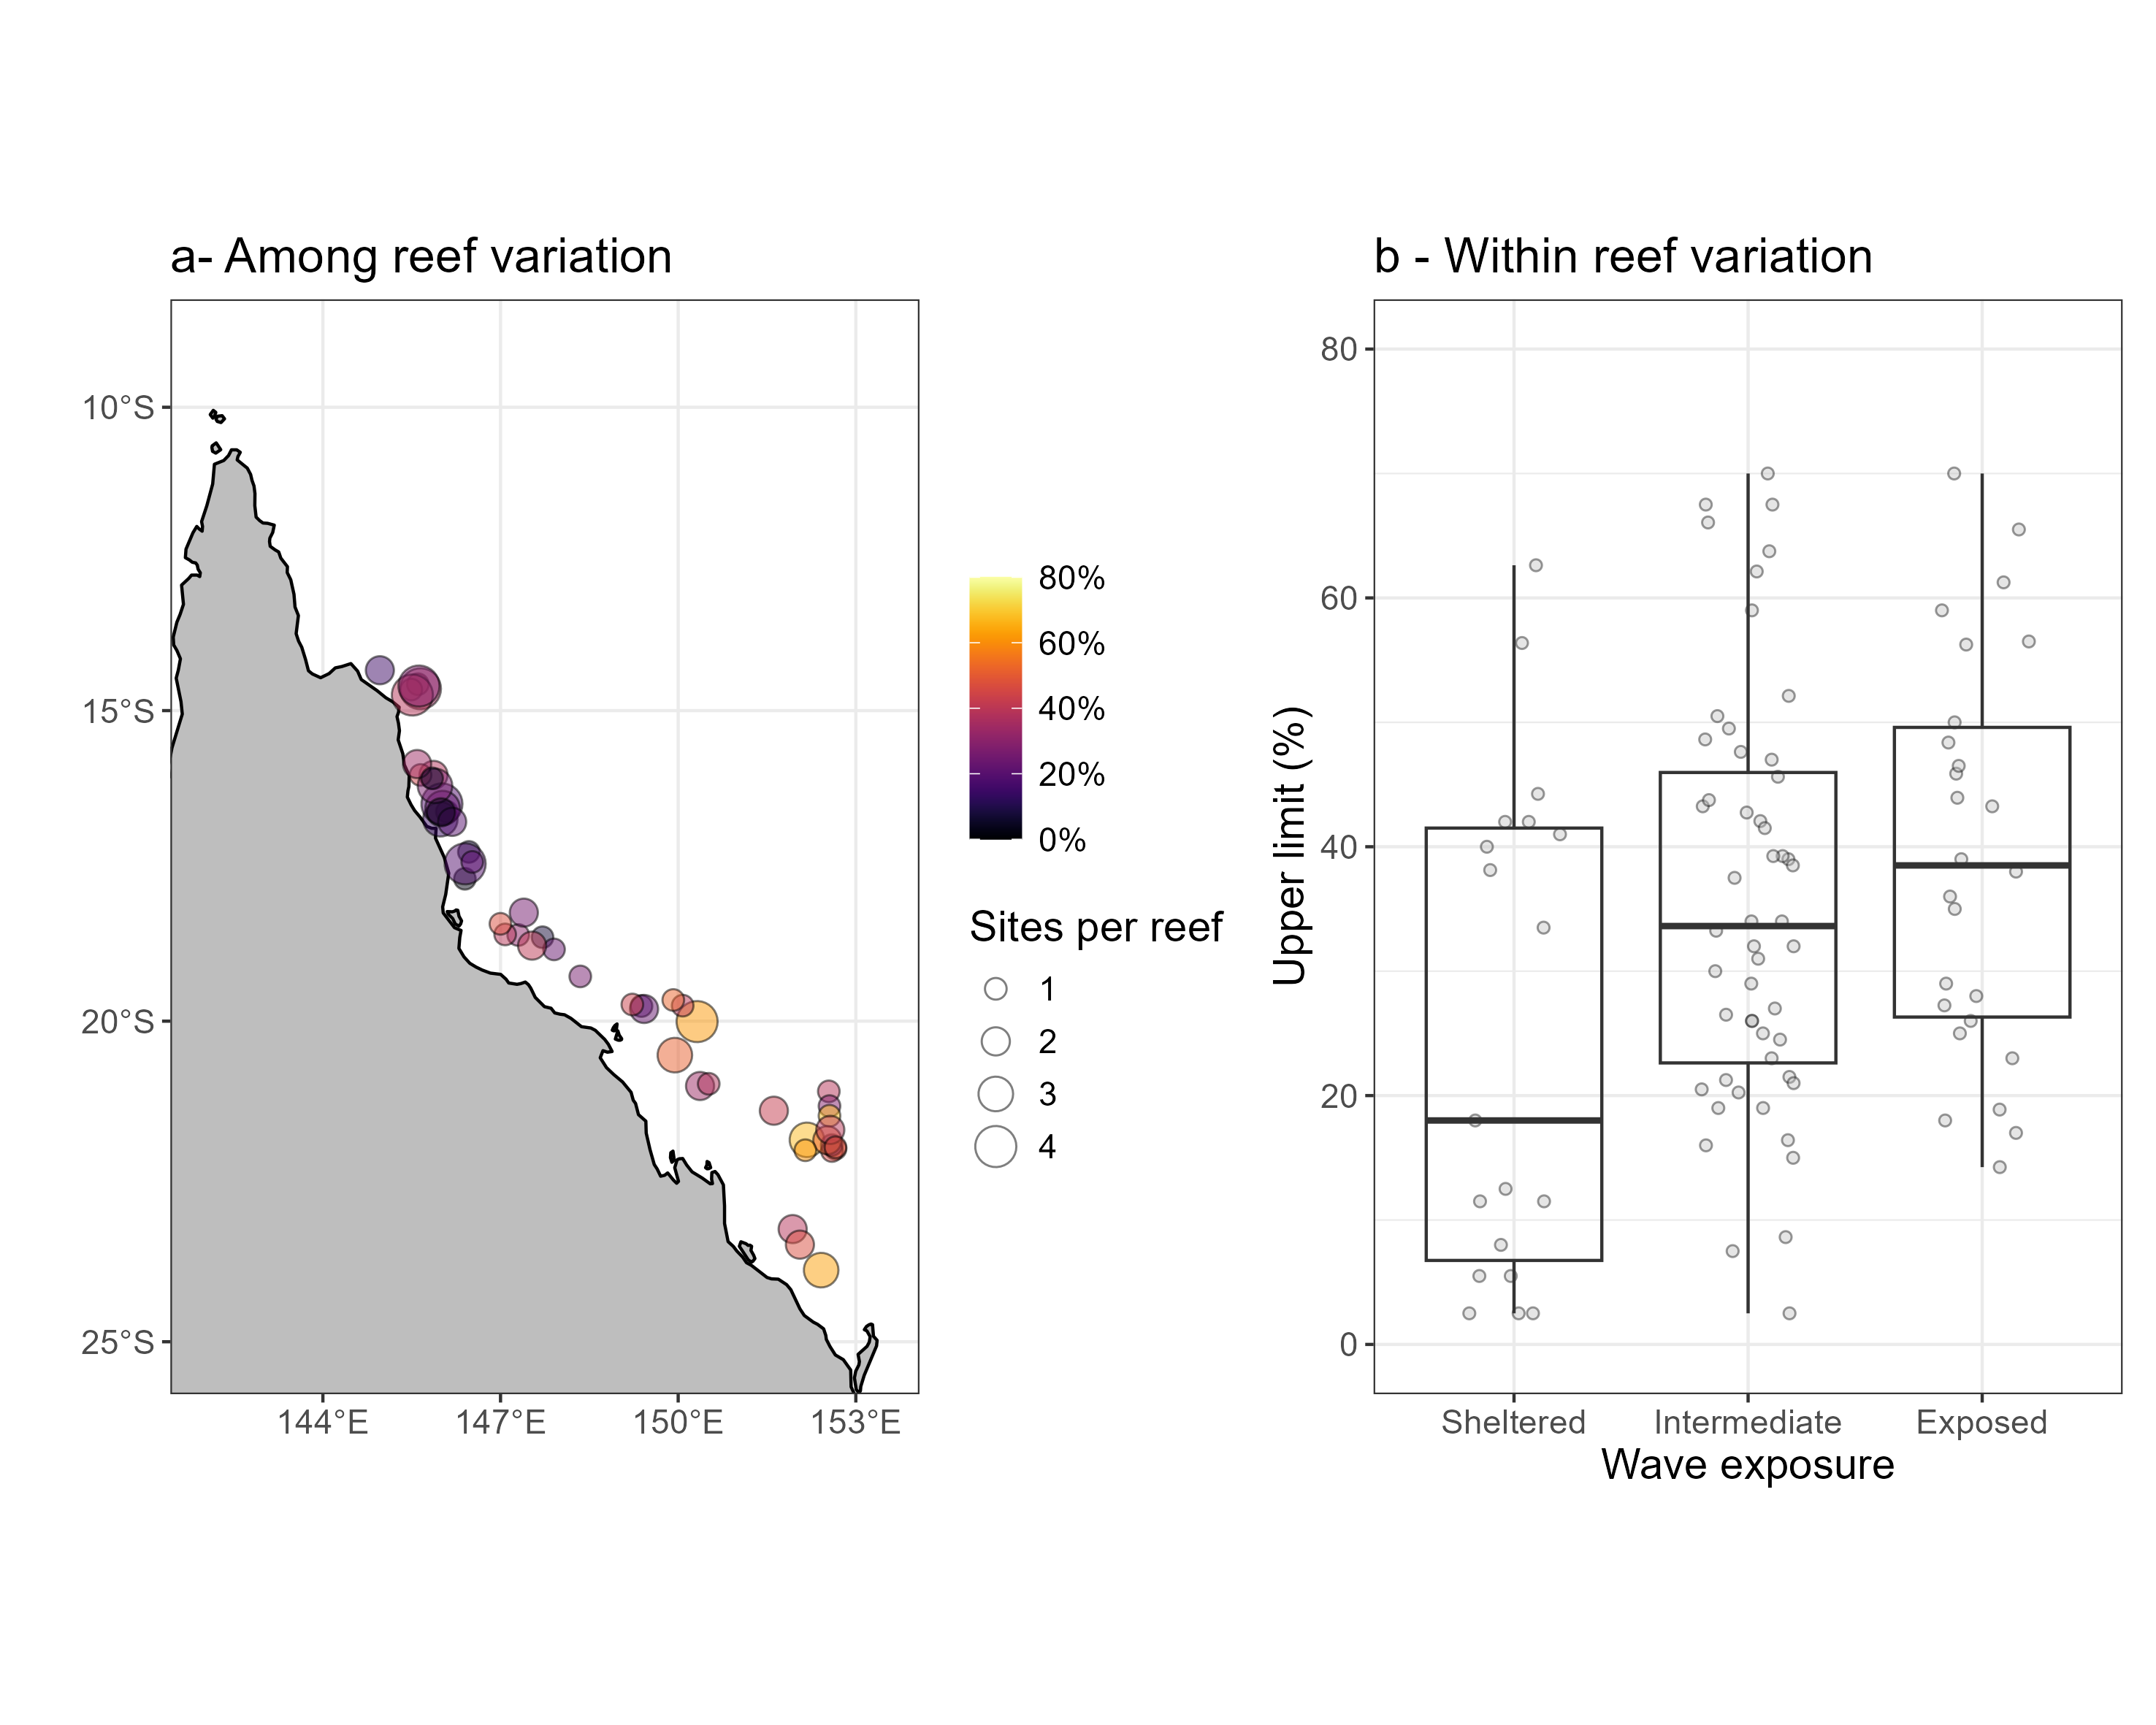 a- Among reef variation
10°S
15°S
20°S
25°S
144°E
147°E
150°E
153°E
80%
60%
40%
20%
0%
Sites per reef
1
2
3
4
b - Within reef variation
Upper limit (%)
80
60
40
20
0
Sheltered
Intermediate
Exposed
Wave exposure